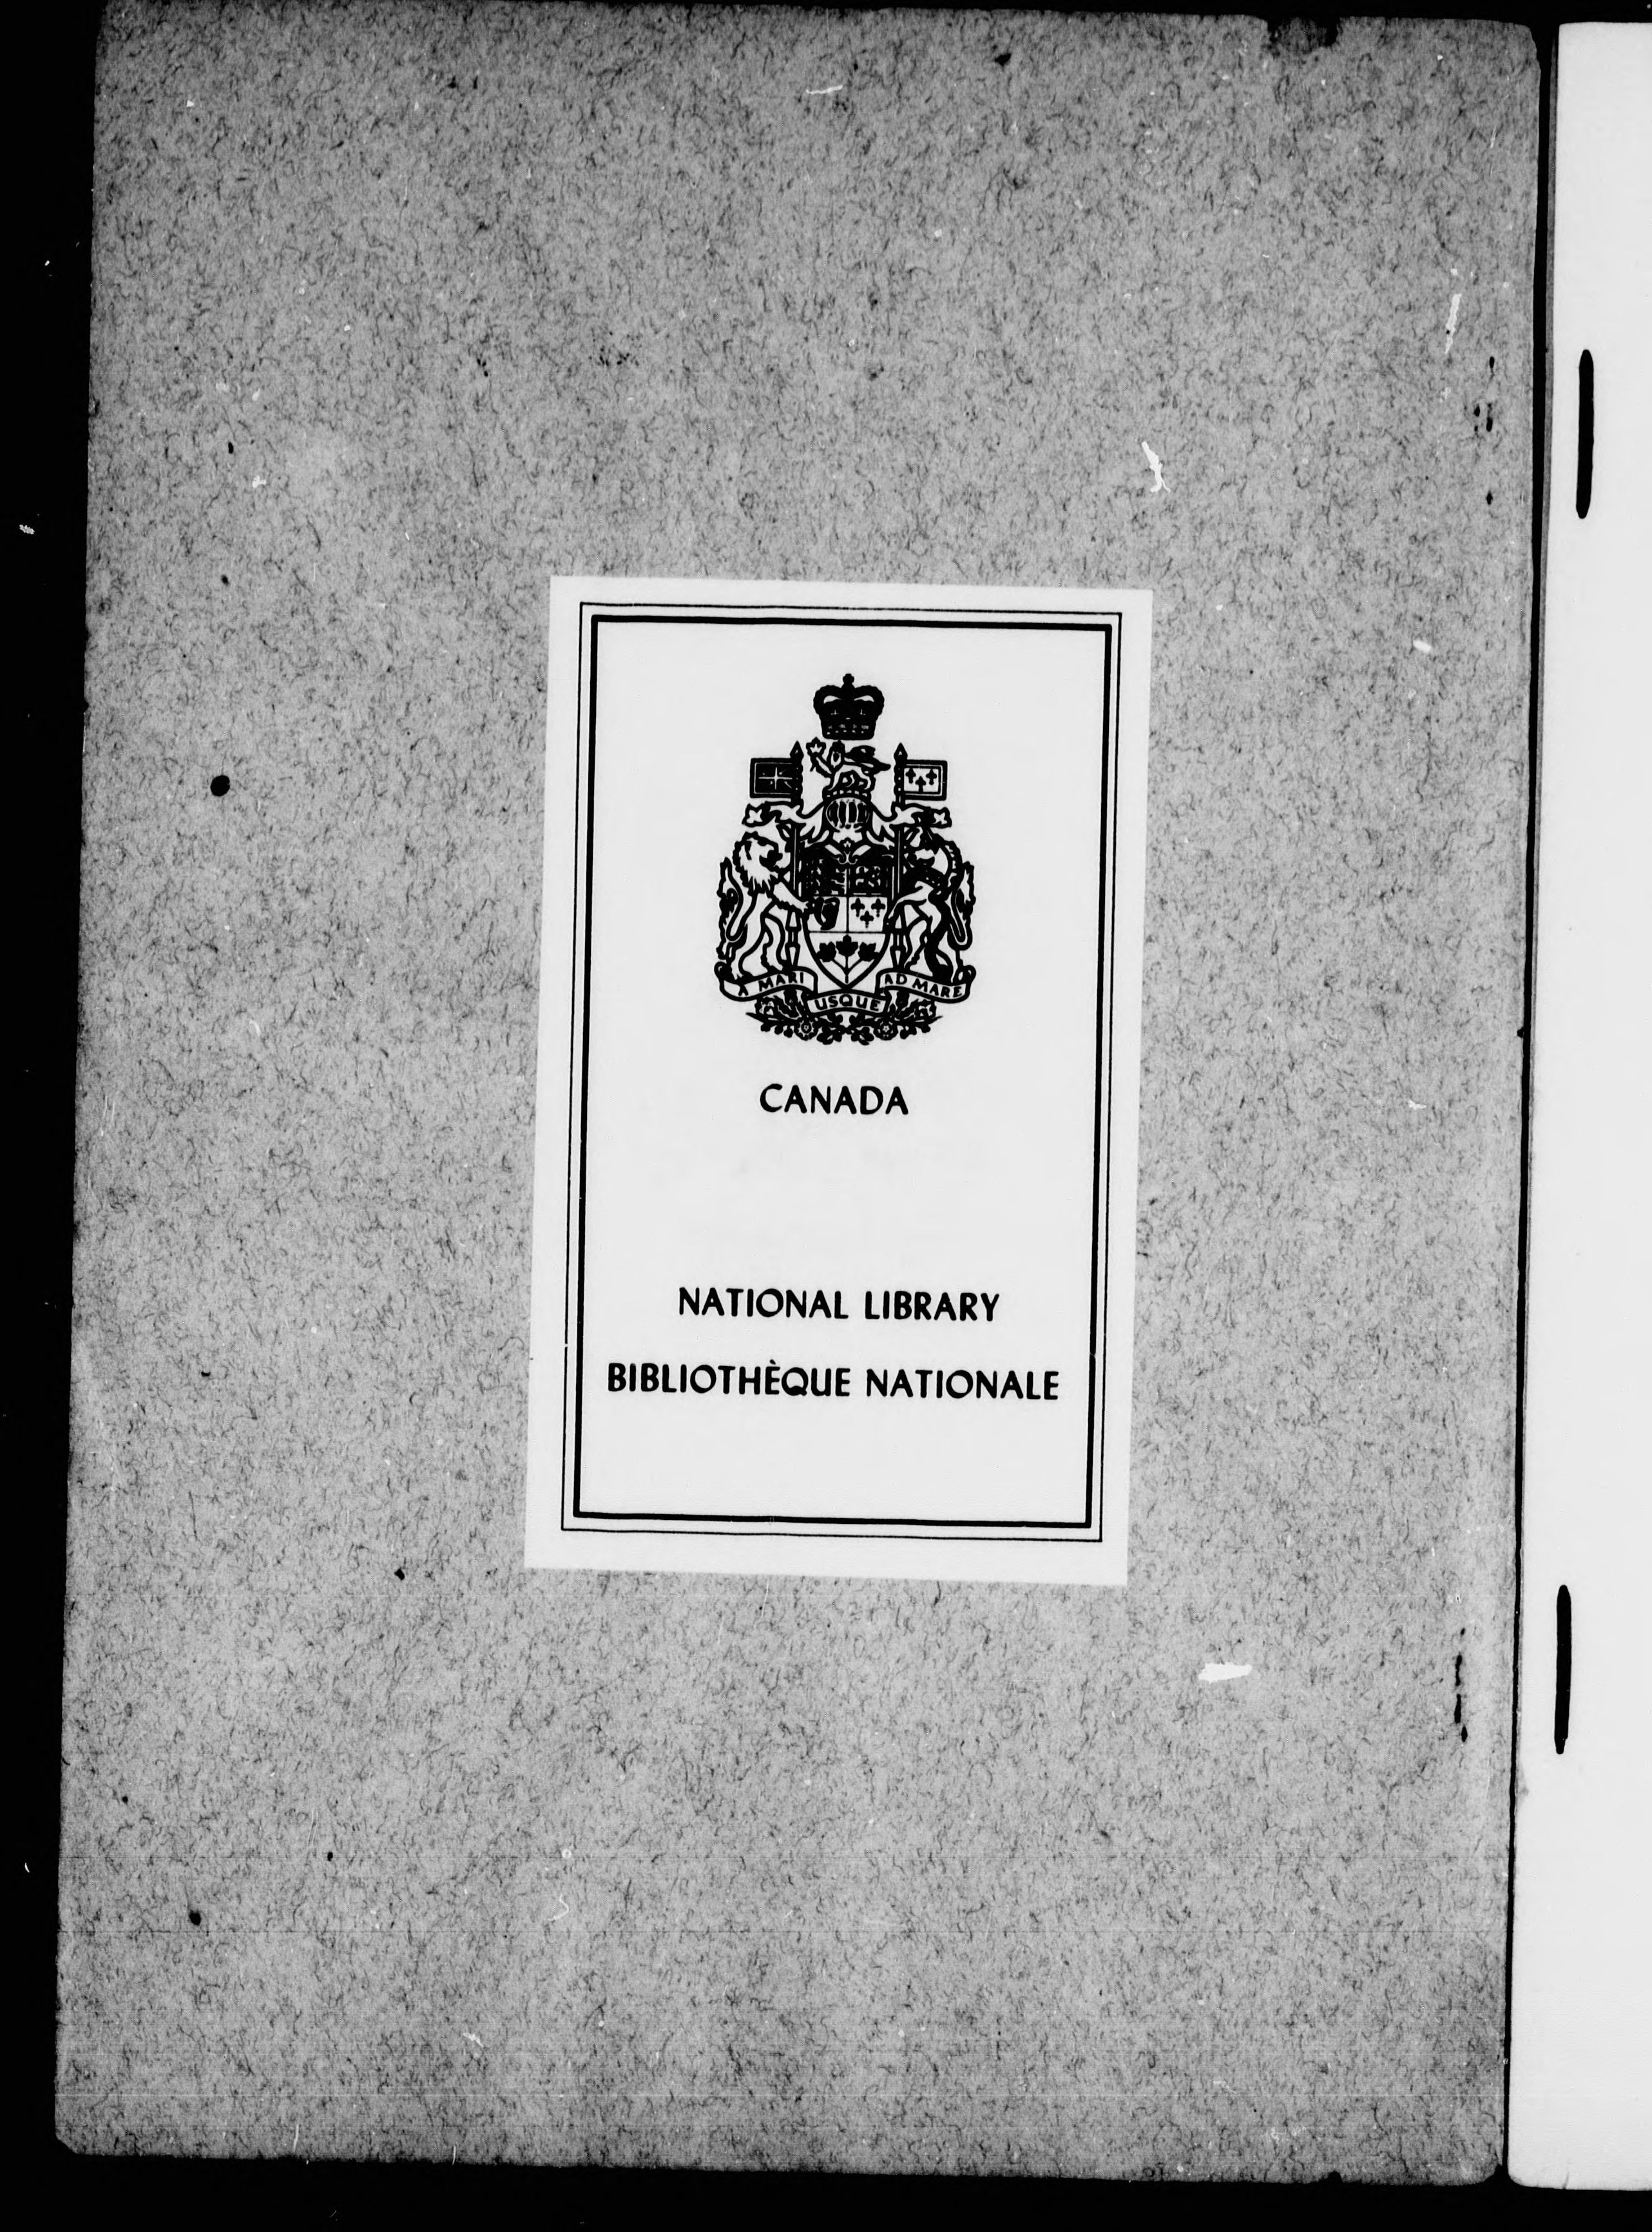 A MARI USQUE AD MARE
CANADA
NATIONAL LIBRARY
BIBLIOTHÈQUE NATIONALE